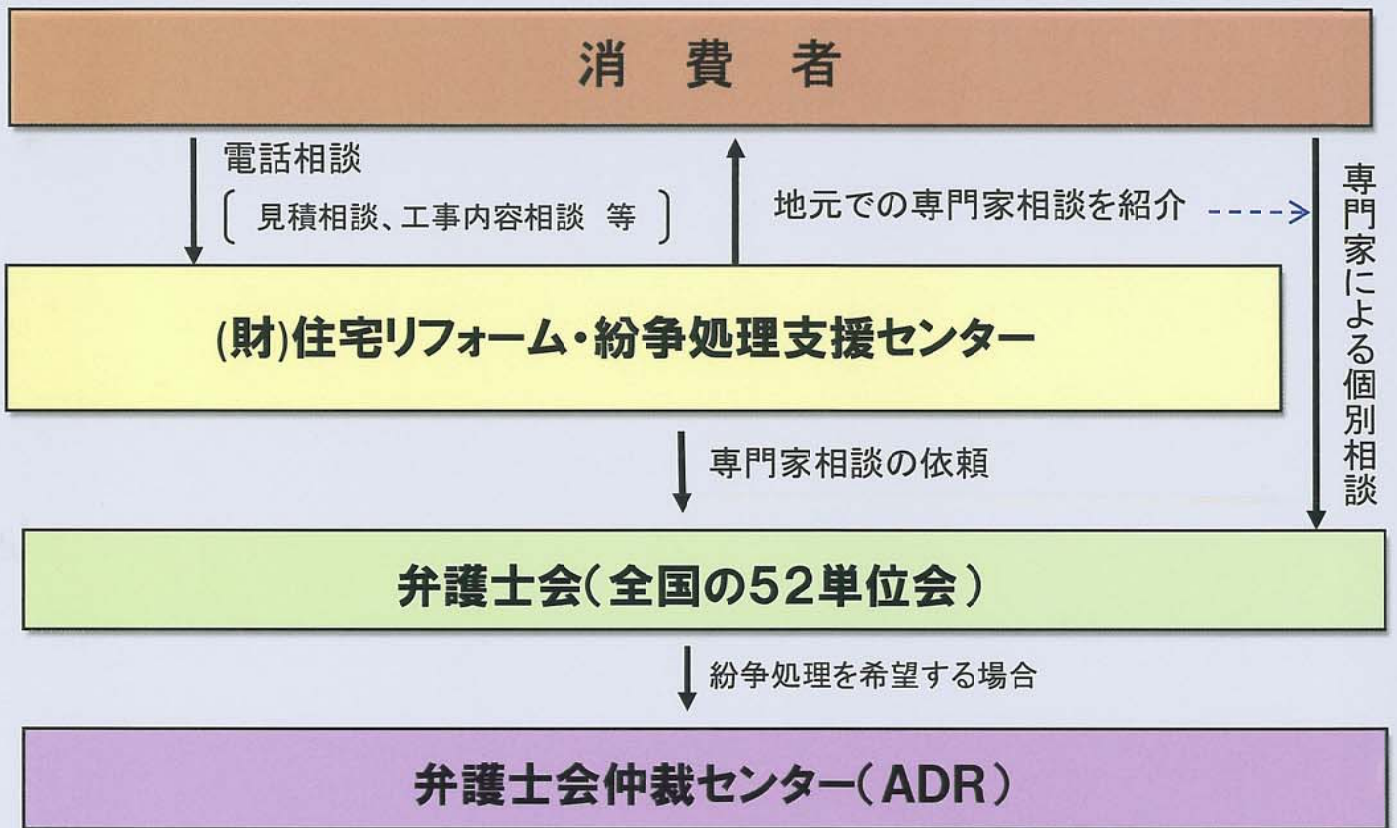 消　費　者
電話相談
〔 見積相談、工事内容相談　等 〕
地元での専門家相談を紹介
専門家による個別相談
(財)住宅リフォーム・紛争処理支援センター
専門家相談の依頼
弁護士会(全国の52単位会)
紛争処理を希望する場合
弁護士会仲裁センター(ADR)